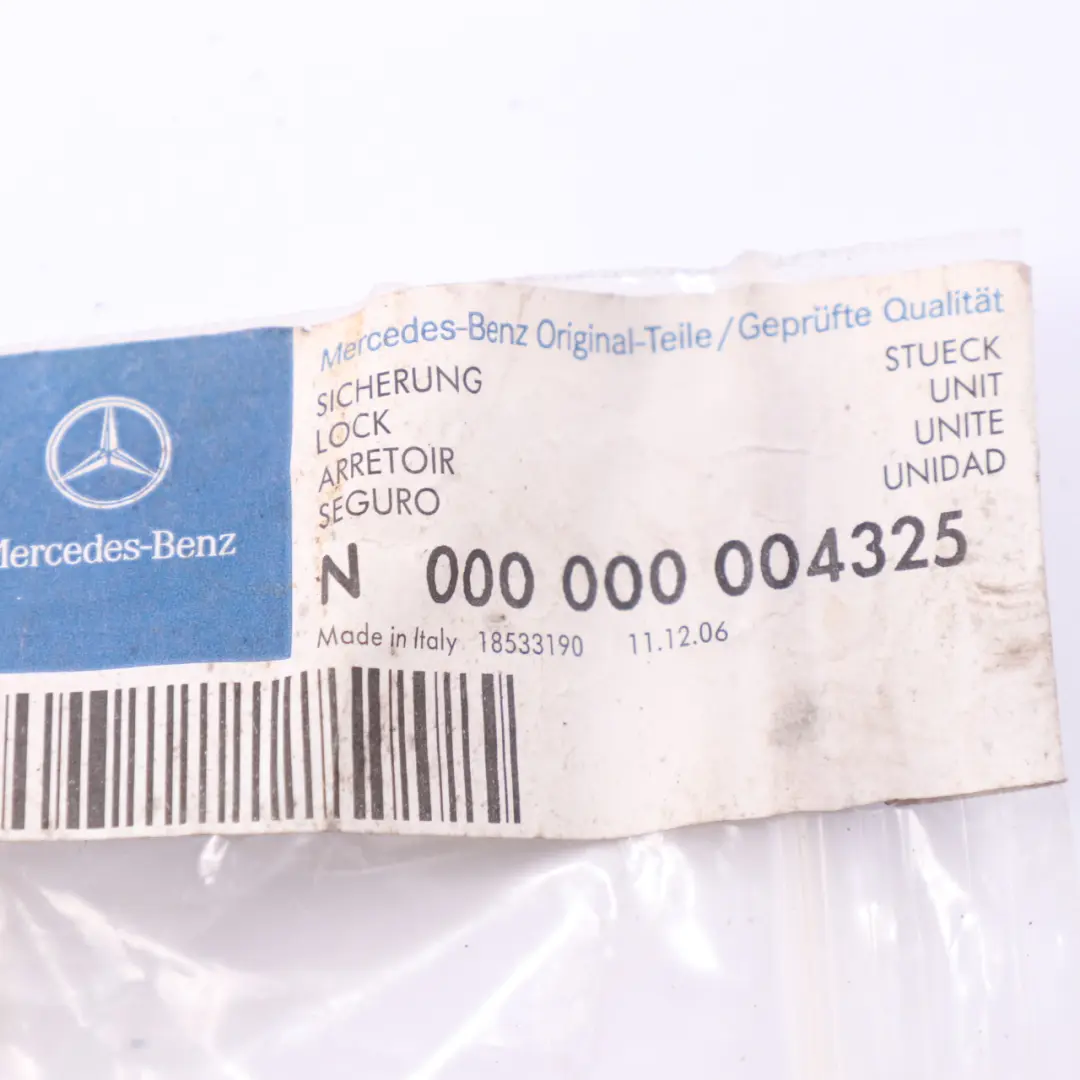 Mercedes-Benz Original-Teile/Geprüfte Qualität
SICHERUNG
LOCK
ARRETOIR
SEGURO
STUECK
UNIT
UNITE
UNIDAD
Mercedes-Benz
N 000 000 004325
Made in Italy 18533190 11.12.06